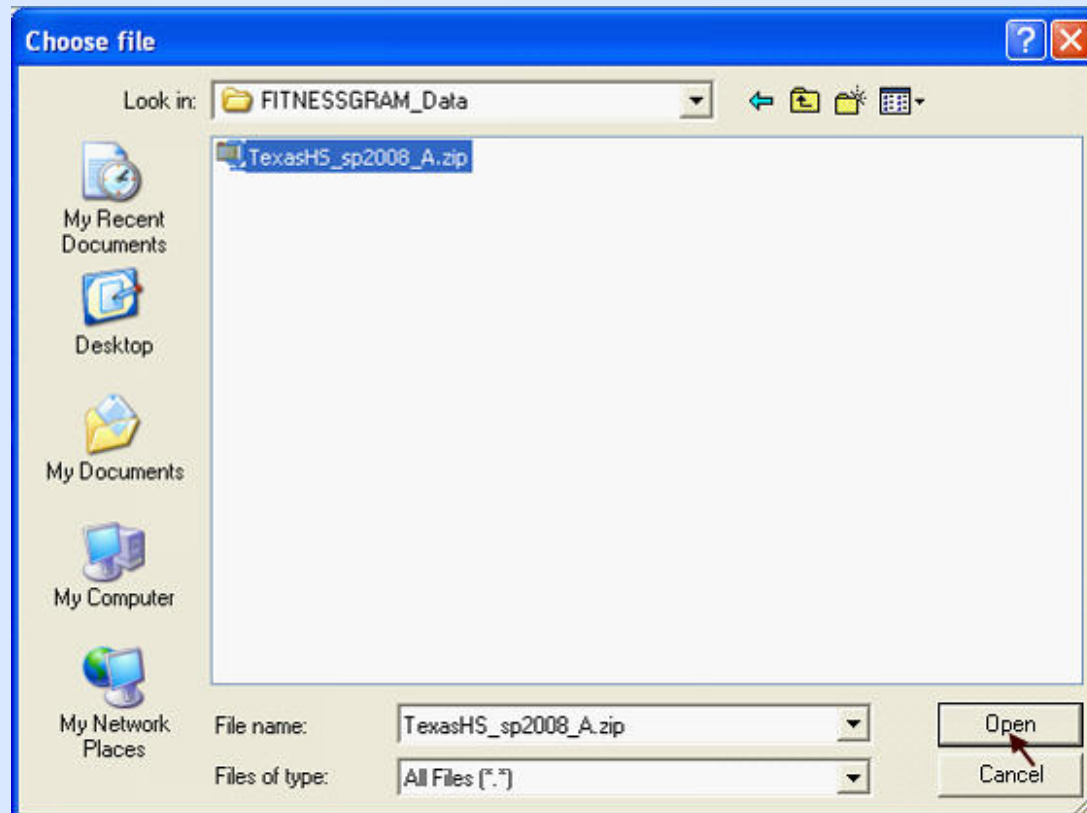 Choose file
Look in: FITNESSGRAM_Data
TexasHS_sp2008_A.zip
My Recent
Documents
Desktop
My Documents
My Computer
My Network
Places
File name: TexasHS_sp2008_A.zip Open
Files of type: All Files (*.*) Cancel